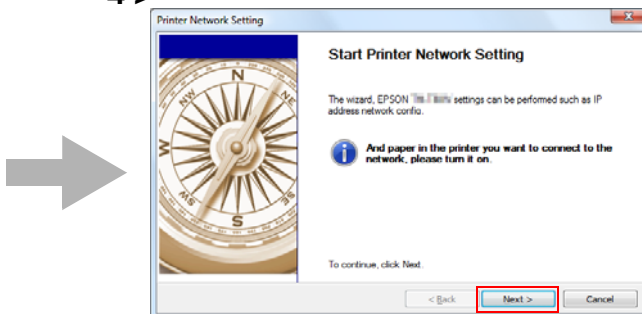 Printer Network Setting
Start Printer Network Setting
The wizard, EPSON settings can be performed such as IP
address network config.
And paper in the printer you want to connect to the
network, please turn it on.
To continue, click Next.
< Back
Next >
Cancel
N
NE
NW
S